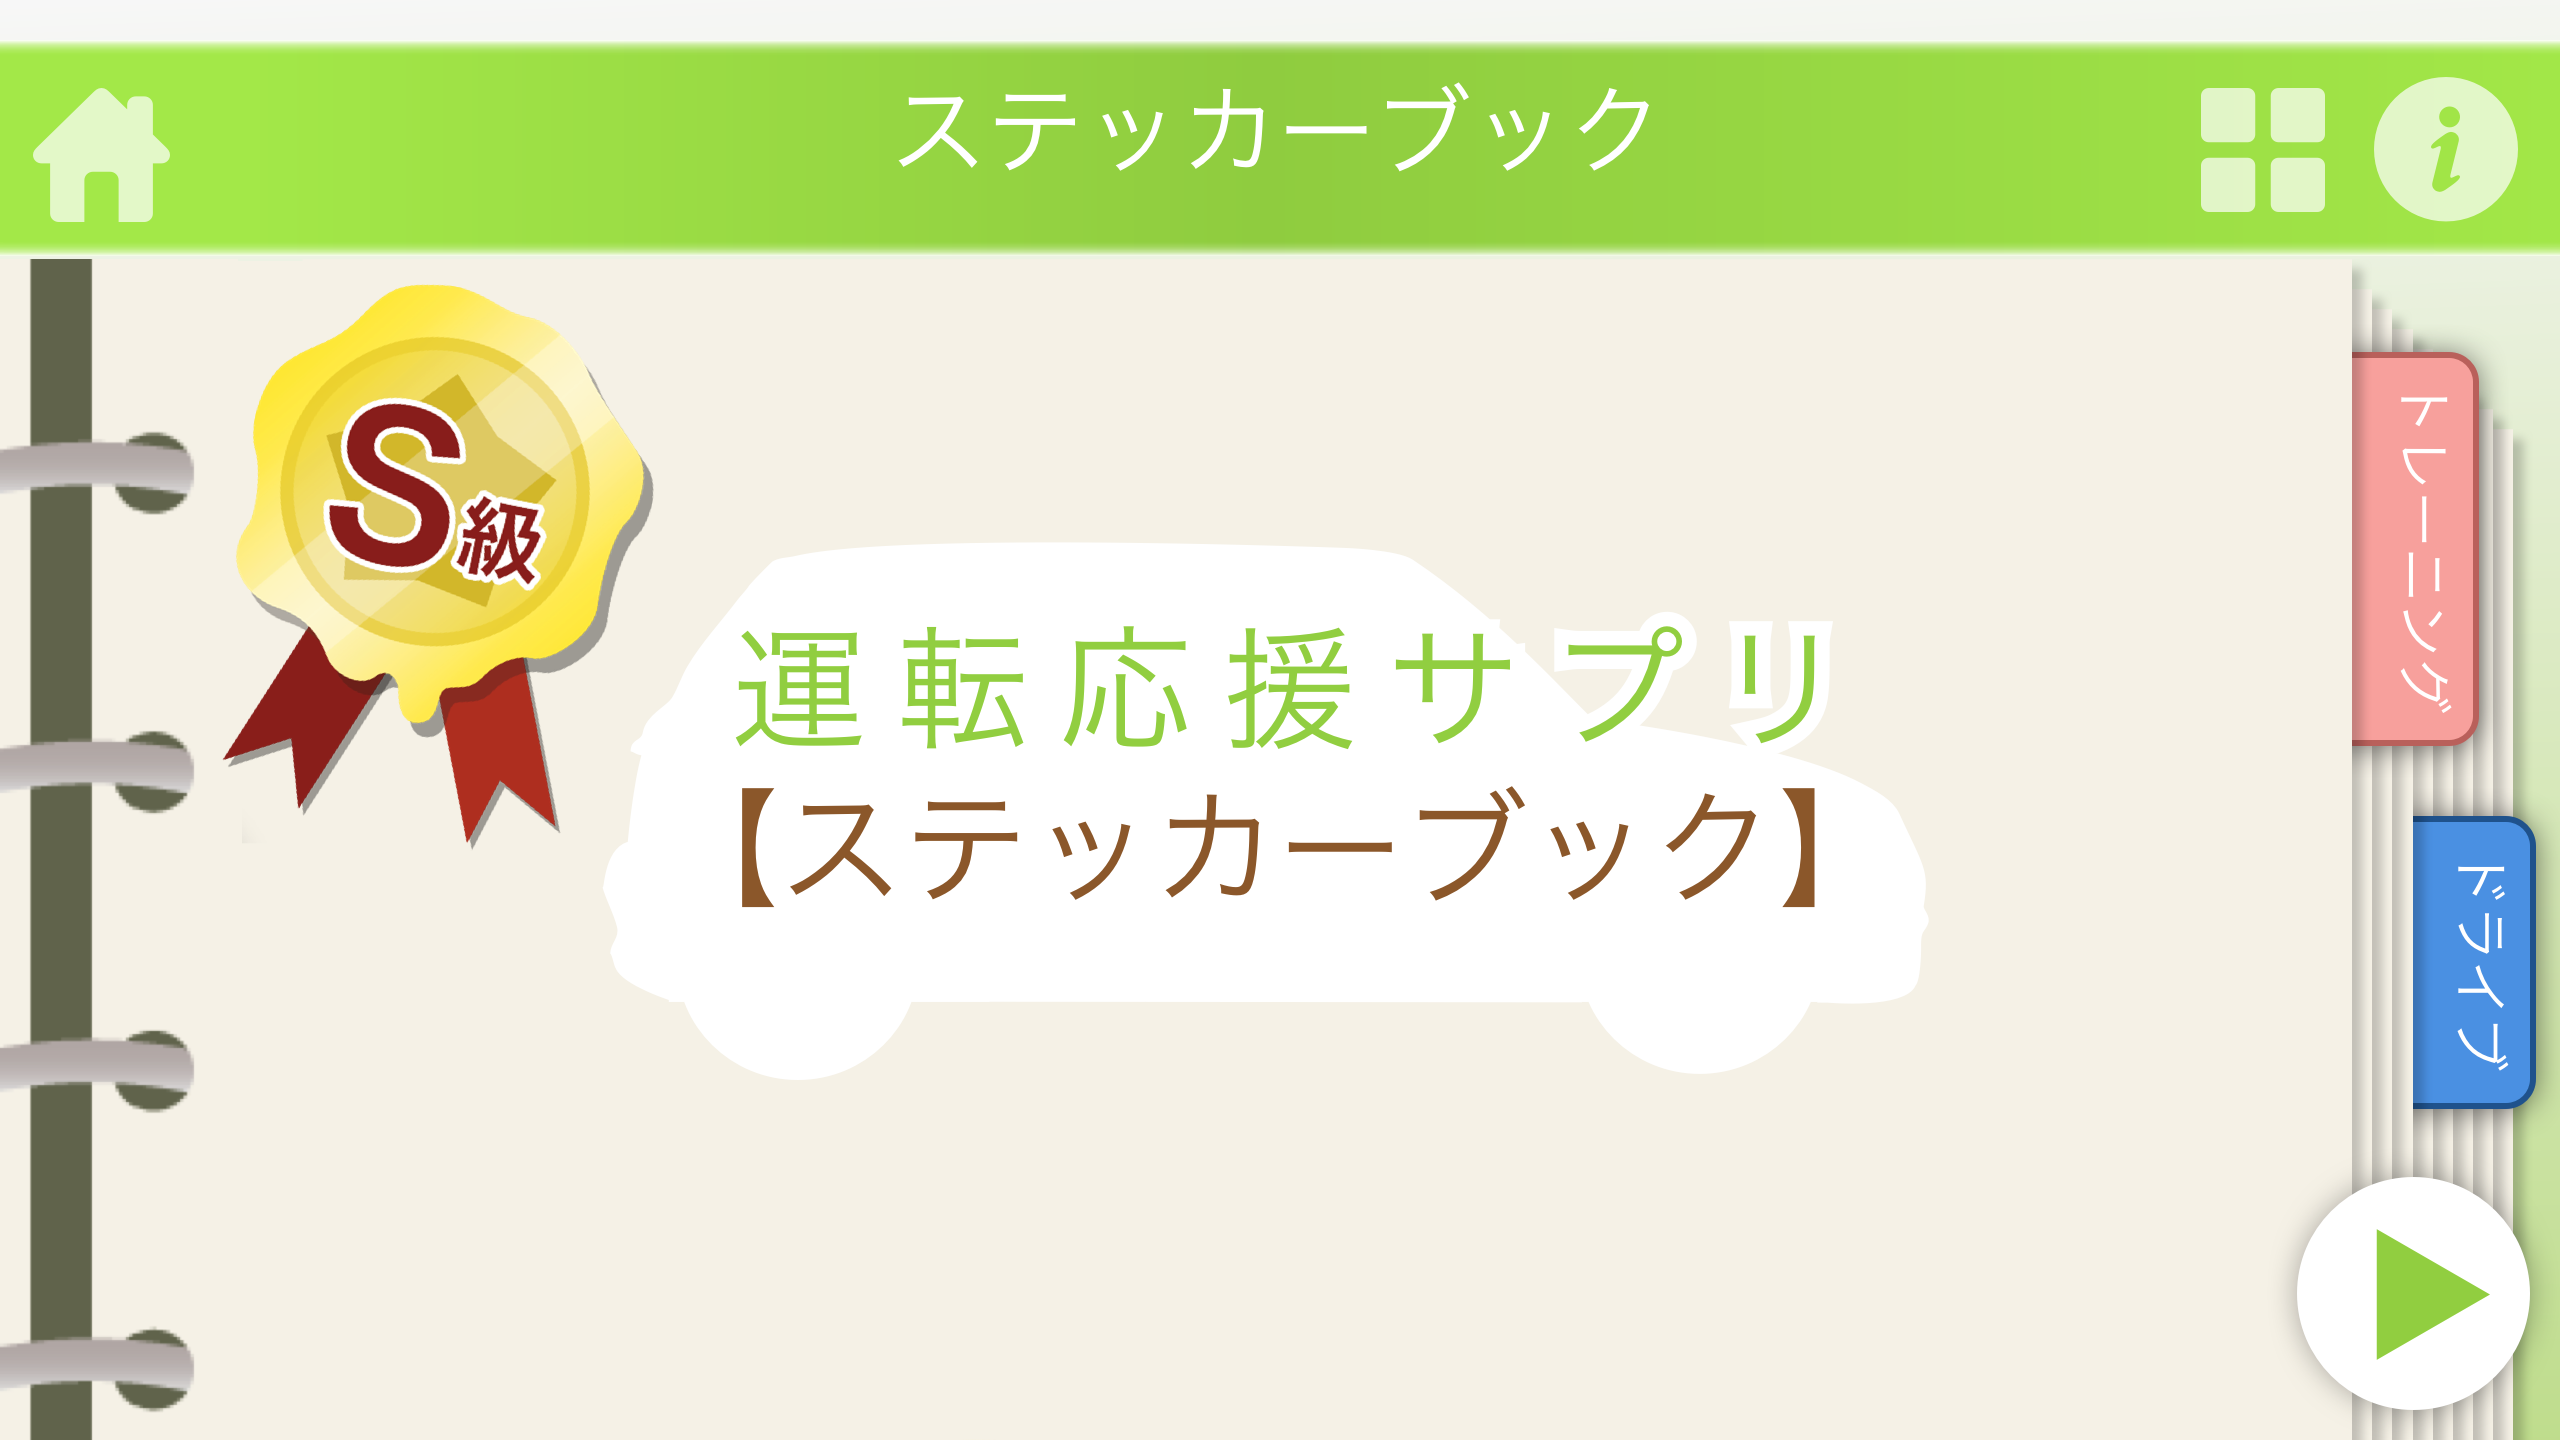 ステッカーブック
S級
運転応援サプリ
【ステッカーブック】
トレーニング
ドライブ